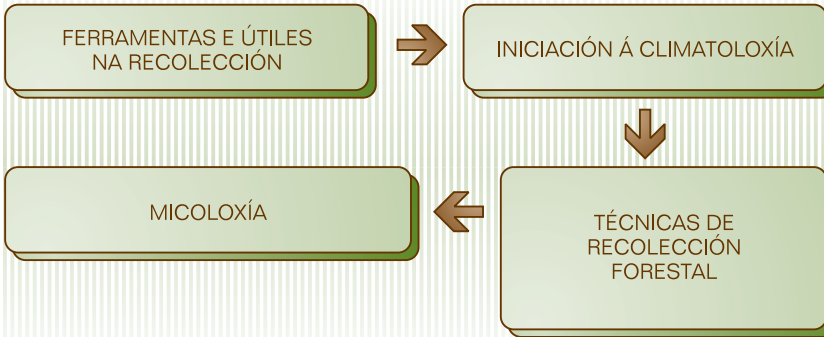 FERRAMENTAS E ÚTILES
NA RECOLECCIÓN
INICIACIÓN Á CLIMATOLOXÍA
TÉCNICAS DE
RECOLECCIÓN
FORESTAL
MICOLOXÍA